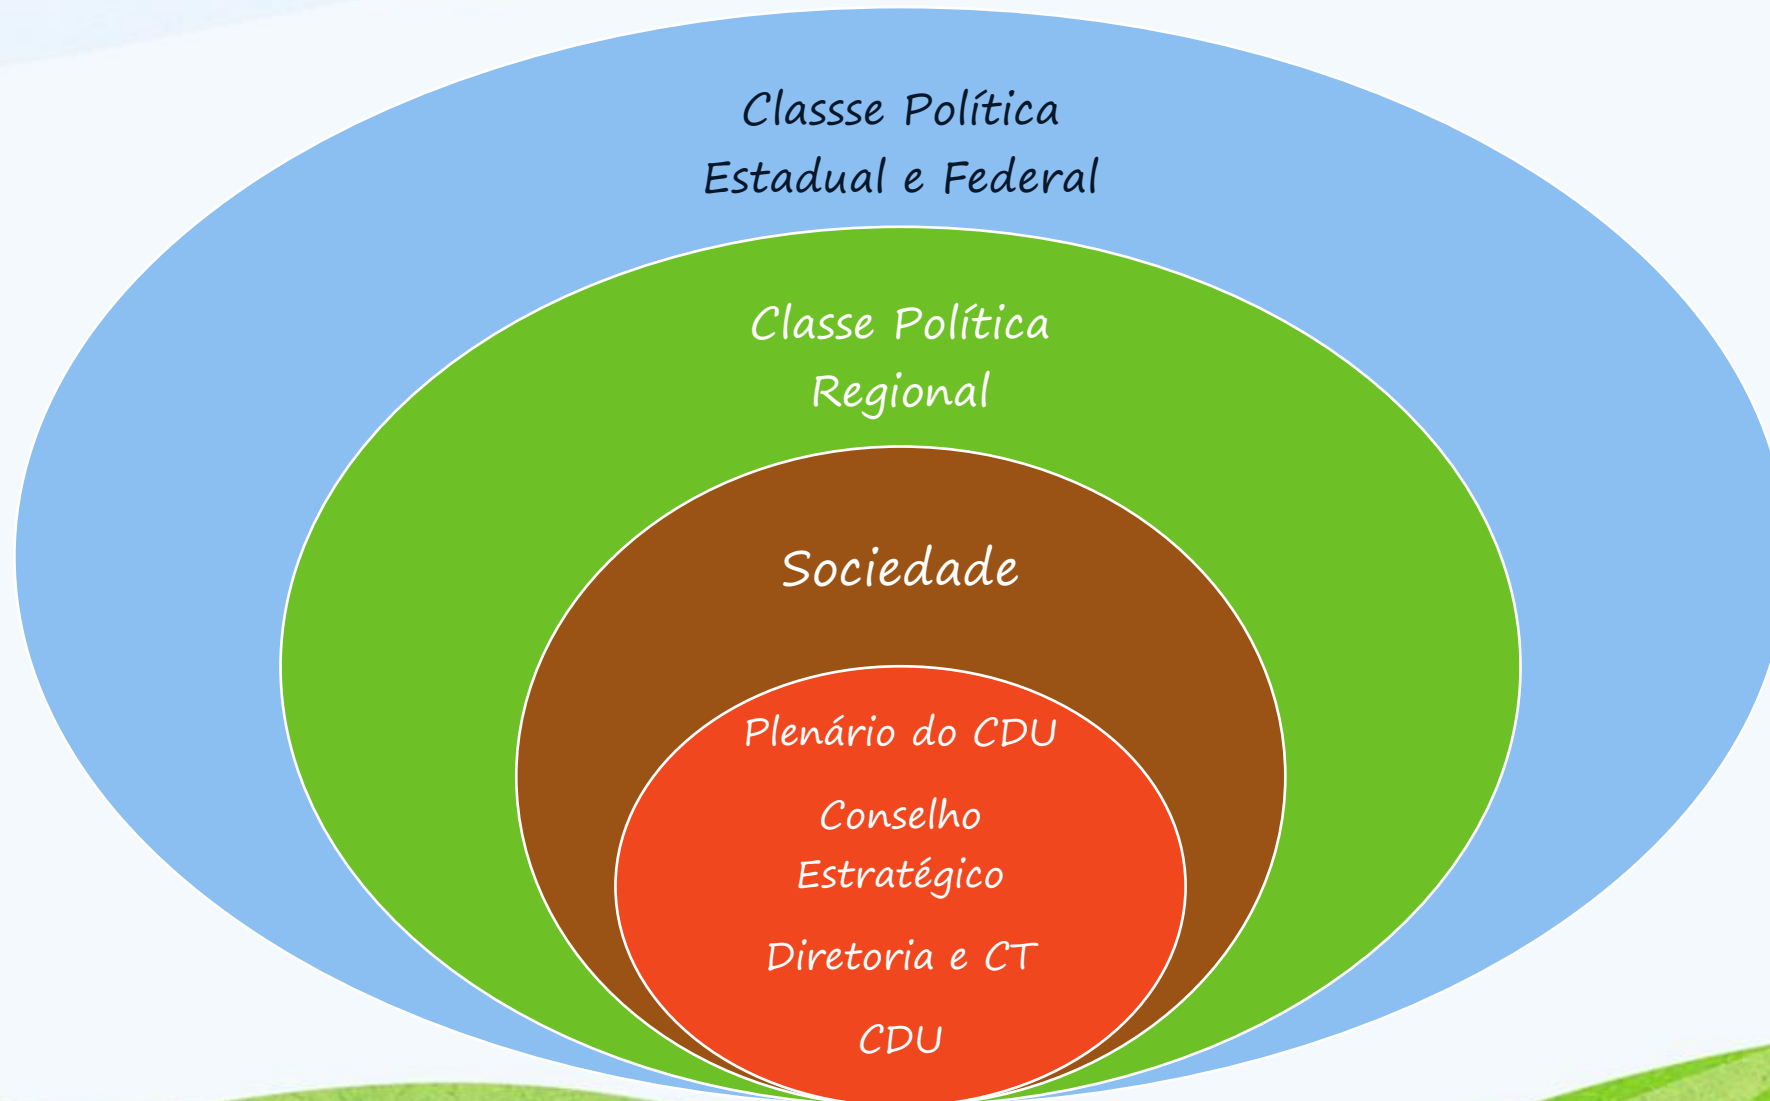 Classse Política
Estadual e Federal
Classe Política
Regional
Sociedade
Plenário do CDU
Conselho
Estratégico
Diretoria e CT
CDU